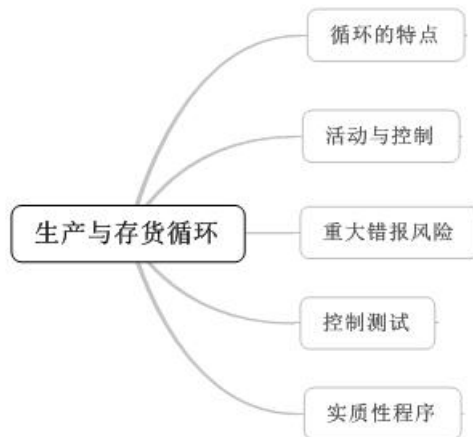 循环的特点
活动与控制
生产与存货循环
重大错报风险
控制测试
实质性程序